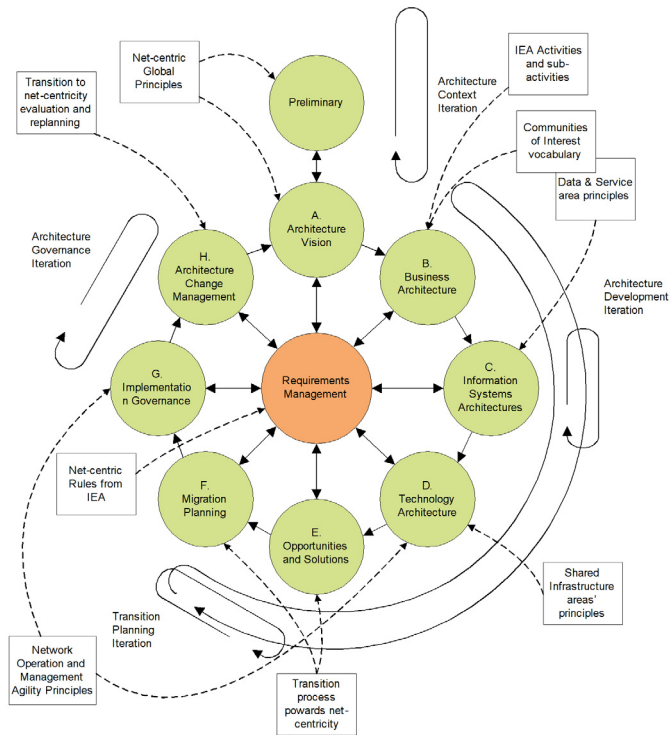 Net-centric
Global
Principles
Preliminary
Architecture
Context
Iteration
IEA Activities
and sub-
activities
Transition to
net-centricity
evaluation and
replanning
Communities
of Interest
vocabulary
Data & Service
area principles
A.
Architecture
Vision
Architecture
Governance
Iteration
H.
Architecture
Change
Management
B.
Business
Architecture
Architecture
Development
Iteration
G.
Implementatio
n Governance
Requirements
Management
C.
Information
Systems
Architectures
Net-centric
Rules from
IEA
F.
Migration
Planning
D.
Technology
Architecture
E.
Opportunities
and Solutions
Shared
Infrastructure
areas'
principles
Transition
Planning
Iteration
Network
Operation and
Management
Agility Principles
Transition
process
powards net-
centricity